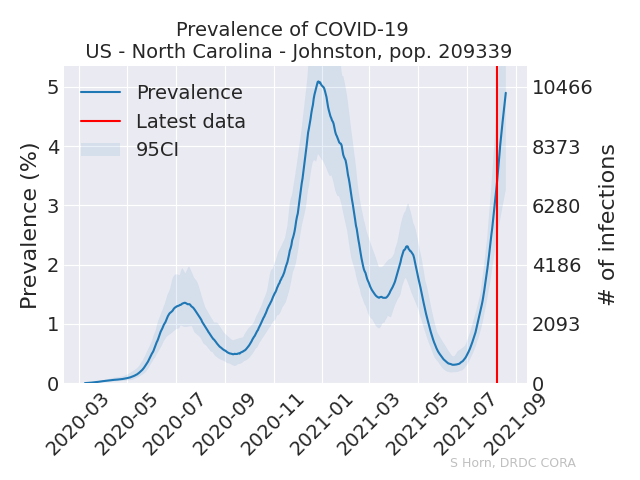 Prevalence of COVID-19
US - North Carolina - Johnston, pop. 209339
Prevalence
Latest data
95CI
Prevalence (%)
5
4
3
2
1
0
10466
8373
6280
4186
2093
0
# of infections
2020-03
2020-05
2020-07
2020-09
2020-11
2021-01
2021-03
2021-05
2021-07
2021-09
S Horn, DRDC CORA